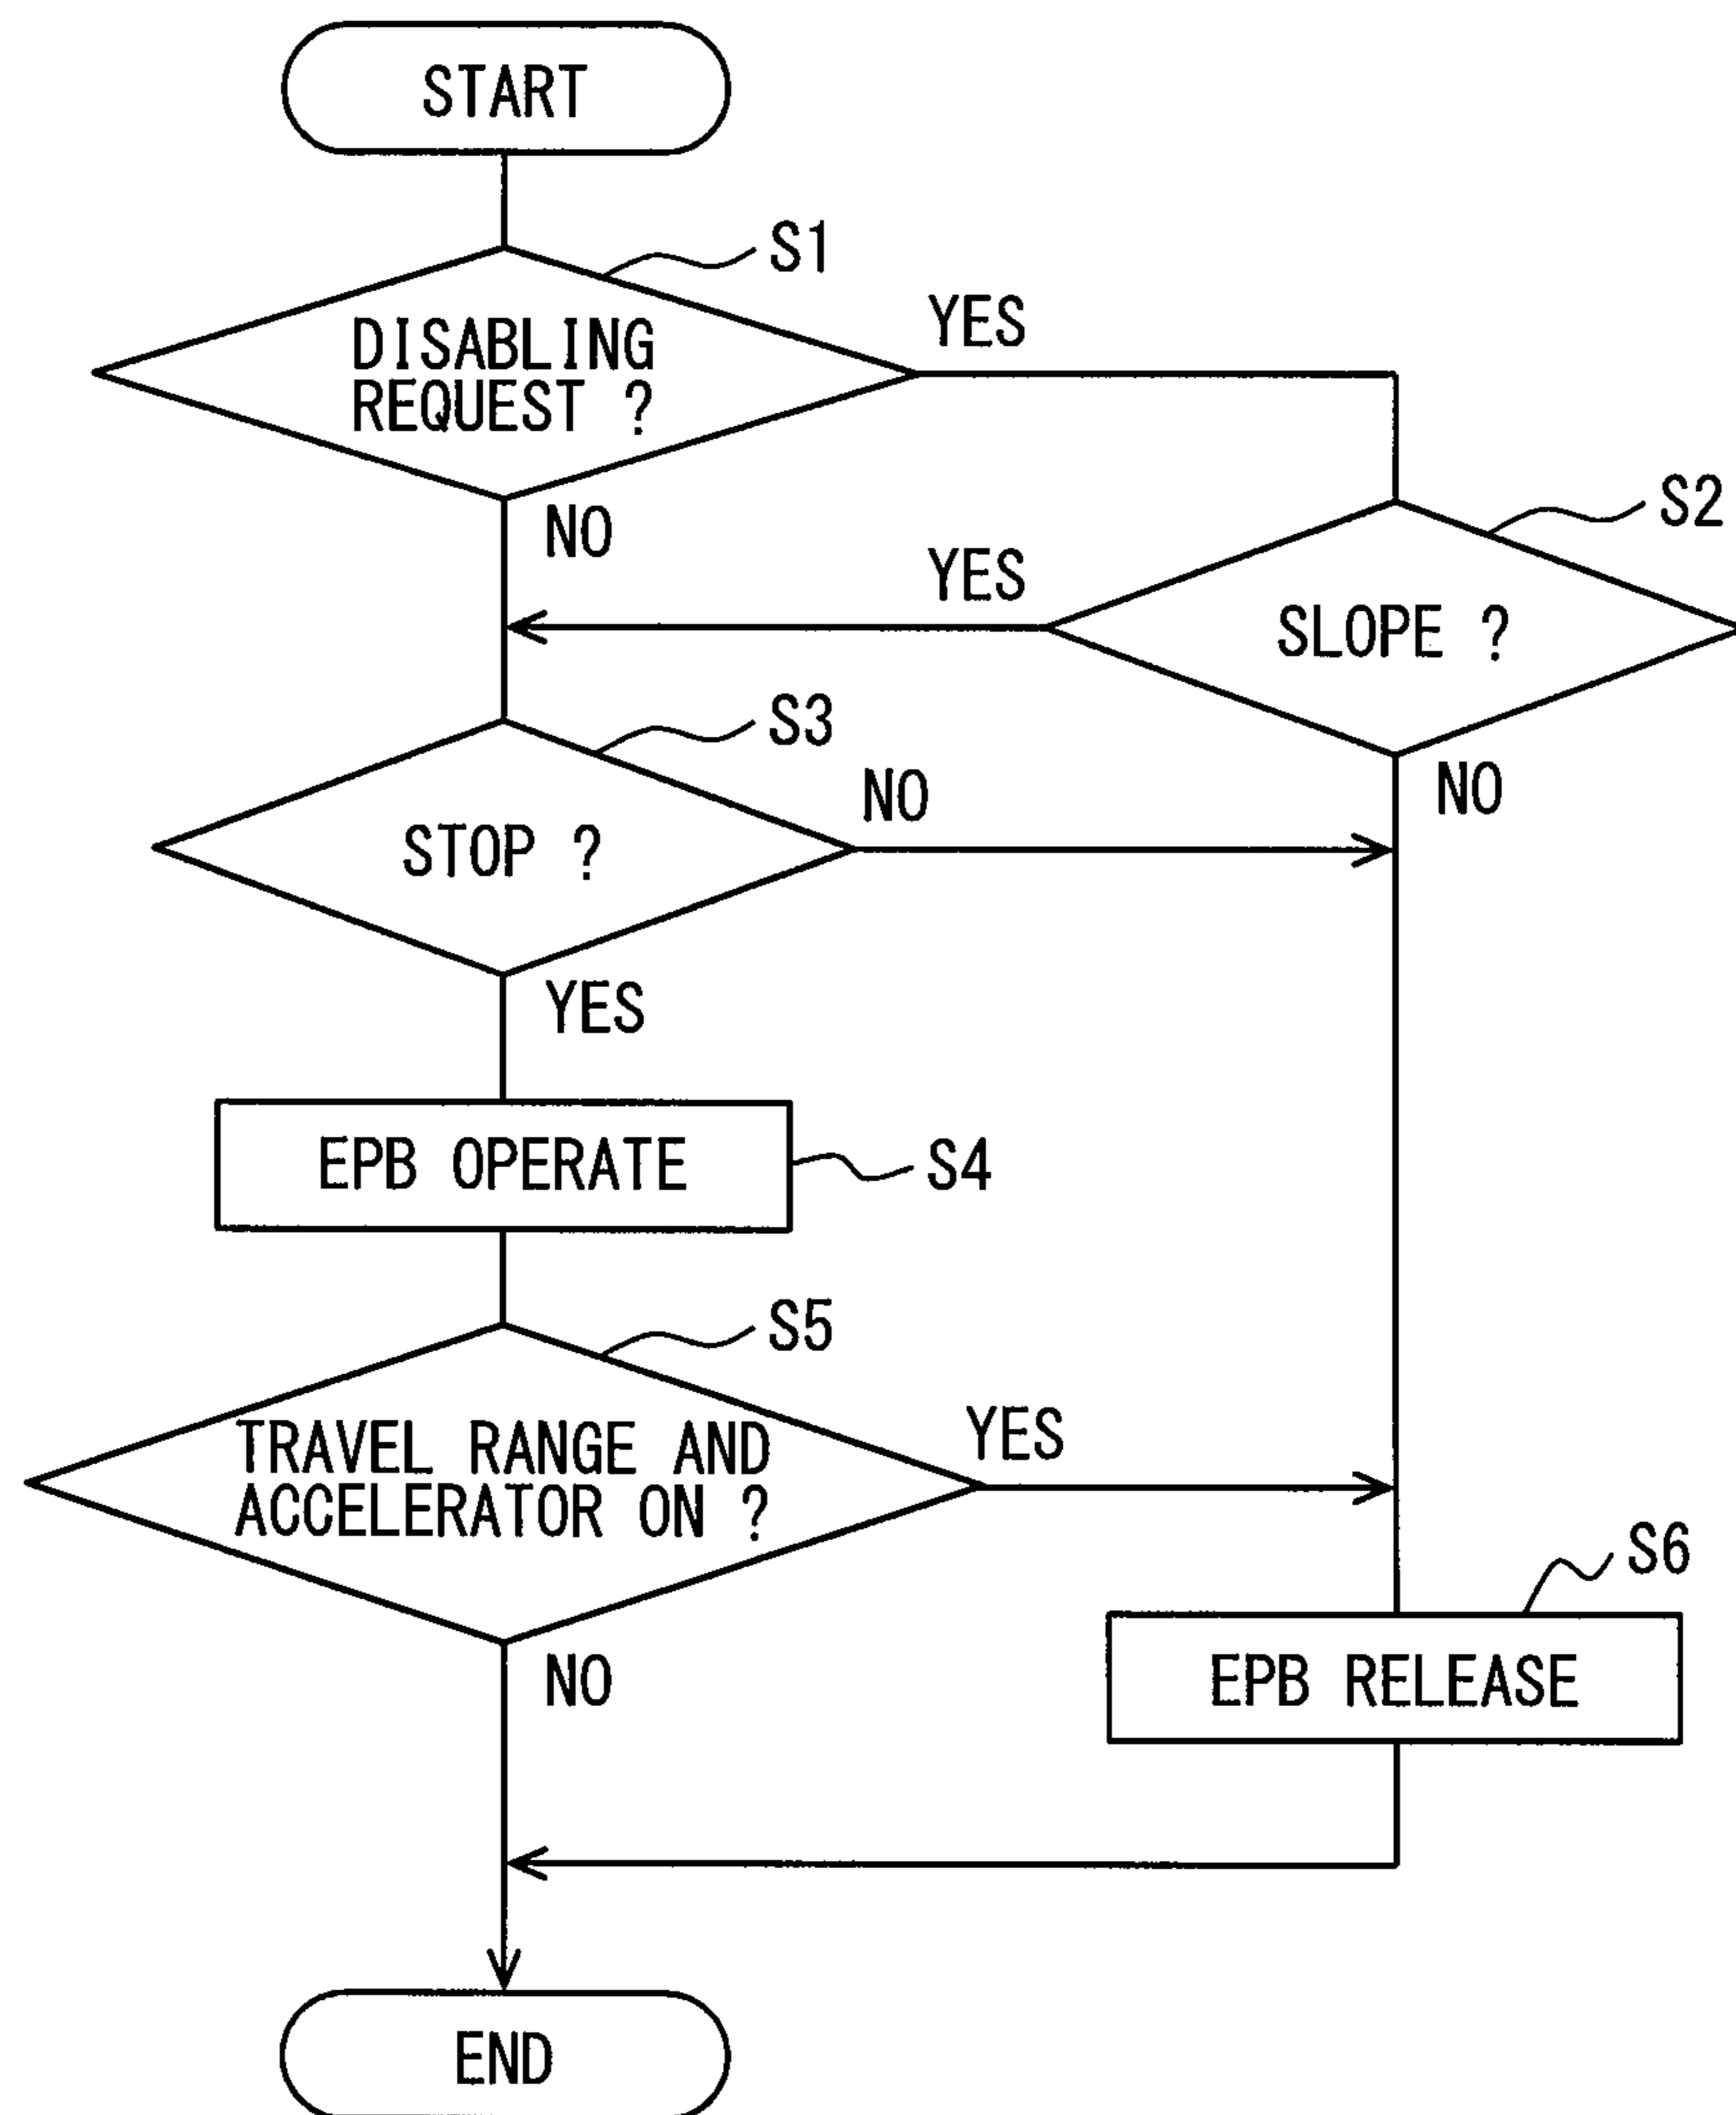 START
S1
DISABLING
REQUEST ?
YES
NO
S2
YES
SLOPE ?
S3
NO
NO
STOP ?
YES
EPB OPERATE
S4
S5
TRAVEL RANGE AND
ACCELERATOR ON ?
YES
S6
NO
EPB RELEASE
END